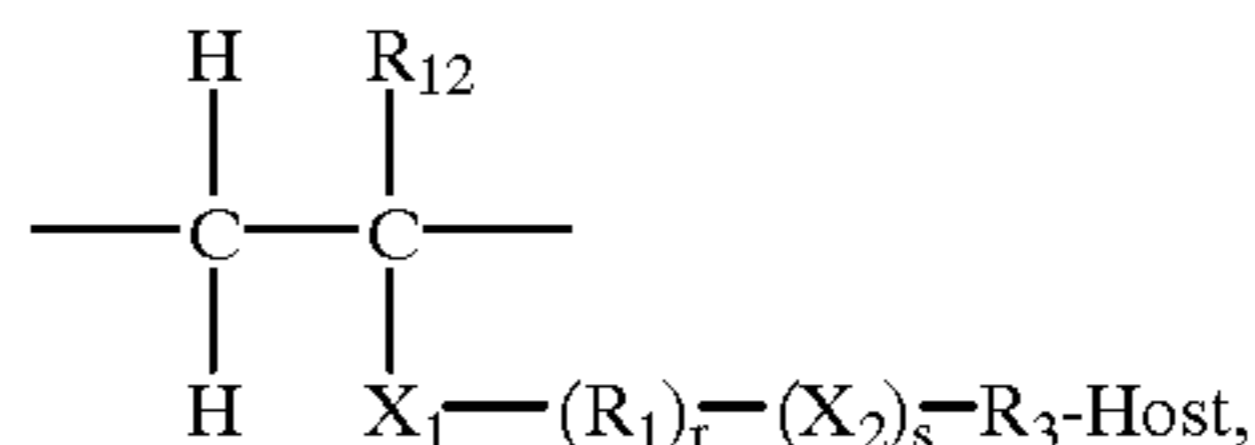 H R₁₂
C C
H X₁ (R₁)ᵣ (X₂)ₛ R₃-Host,